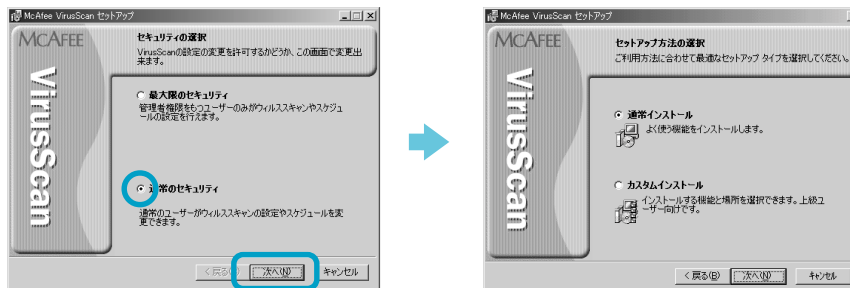 McAfee VirusScan セットアップ
MCAFEE
VirusScan
セキュリティの選択
VirusScanの設定の変更を許可するかどうか、この画面で変更出
来ます。
最大限のセキュリティ
管理者権限をもつユーザーのみがウィルススキャンやスケジュ
ールの設定を行えます。
通常のセキュリティ
通常のユーザーがウィルススキャンの設定やスケジュールを変
更できます。
< 戻る(B)
次へ(N)
キャンセル
McAfee VirusScan セットアップ
MCAFEE
VirusScan
セットアップ方法の選択
ご利用方法に合わせて最適なセットアップ タイプを選択してください。
通常インストール
よく使う機能をインストールします。
カスタムインストール
インストールする機能と場所を選択できます。上級ユ
ーザー向けです。
< 戻る(B)
次へ(N)
キャンセル